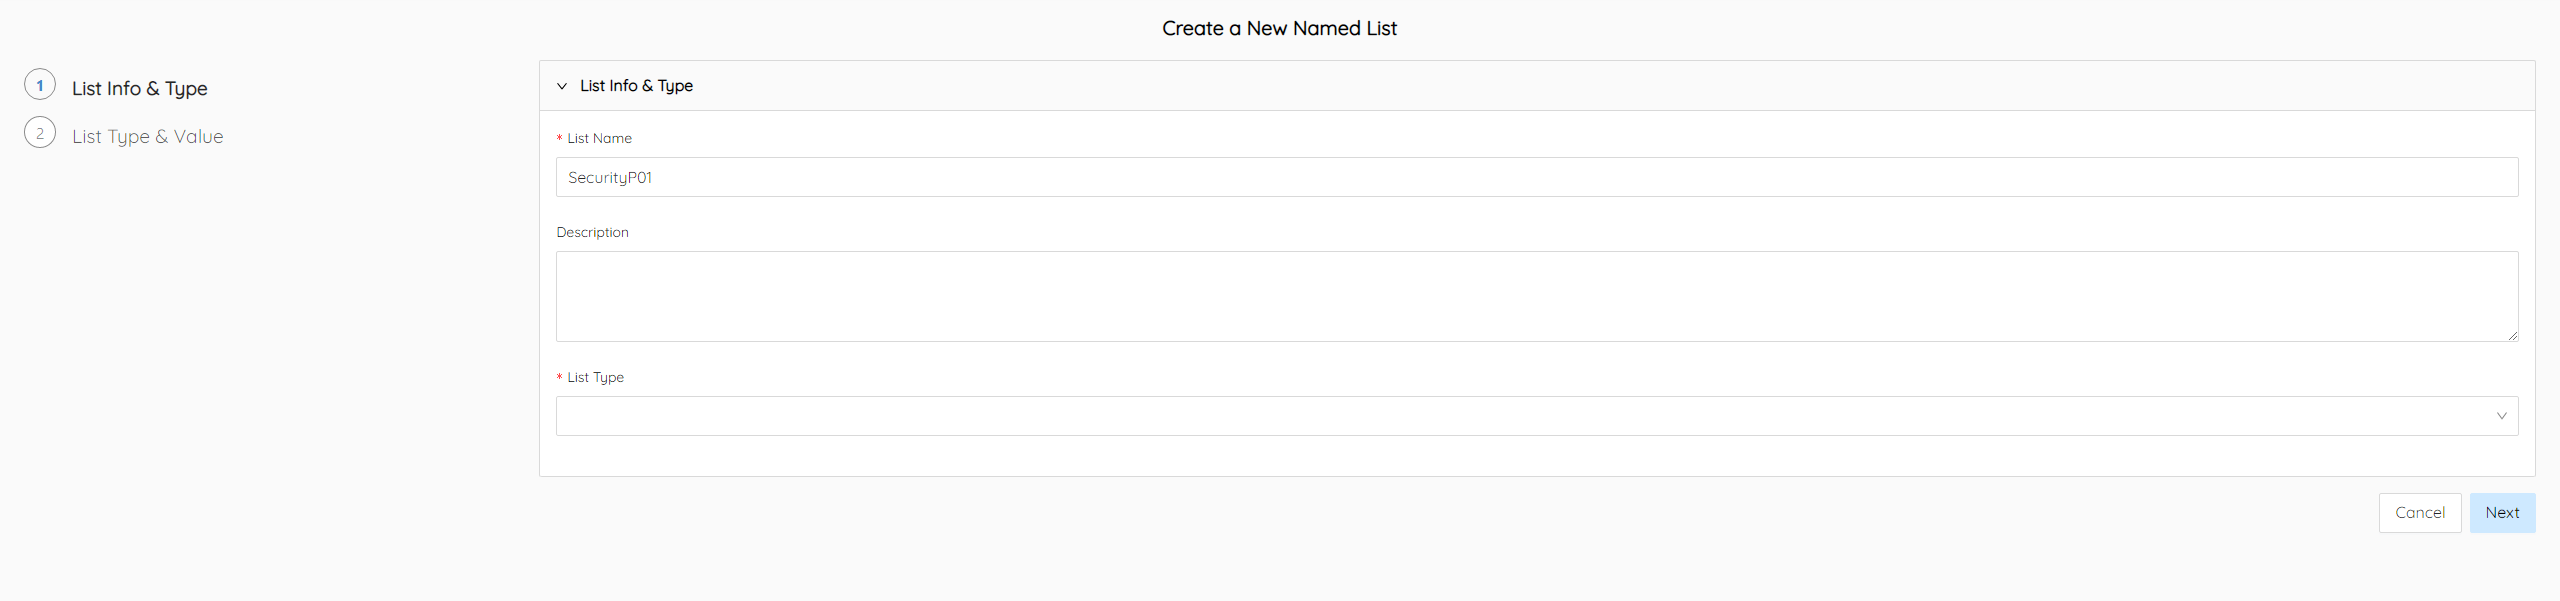 Create a New Named List
1 List Info & Type
2 List Type & Value
List Info & Type
* List Name
SecurityP01
Description
* List Type
Cancel Next